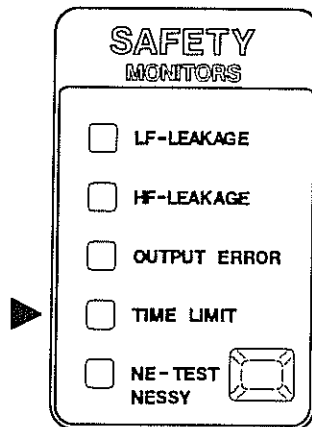 SAFETY
MONITORS
LF-LEAKAGE
HF-LEAKAGE
OUTPUT ERROR
TIME LIMIT
NE-TEST
NESSY